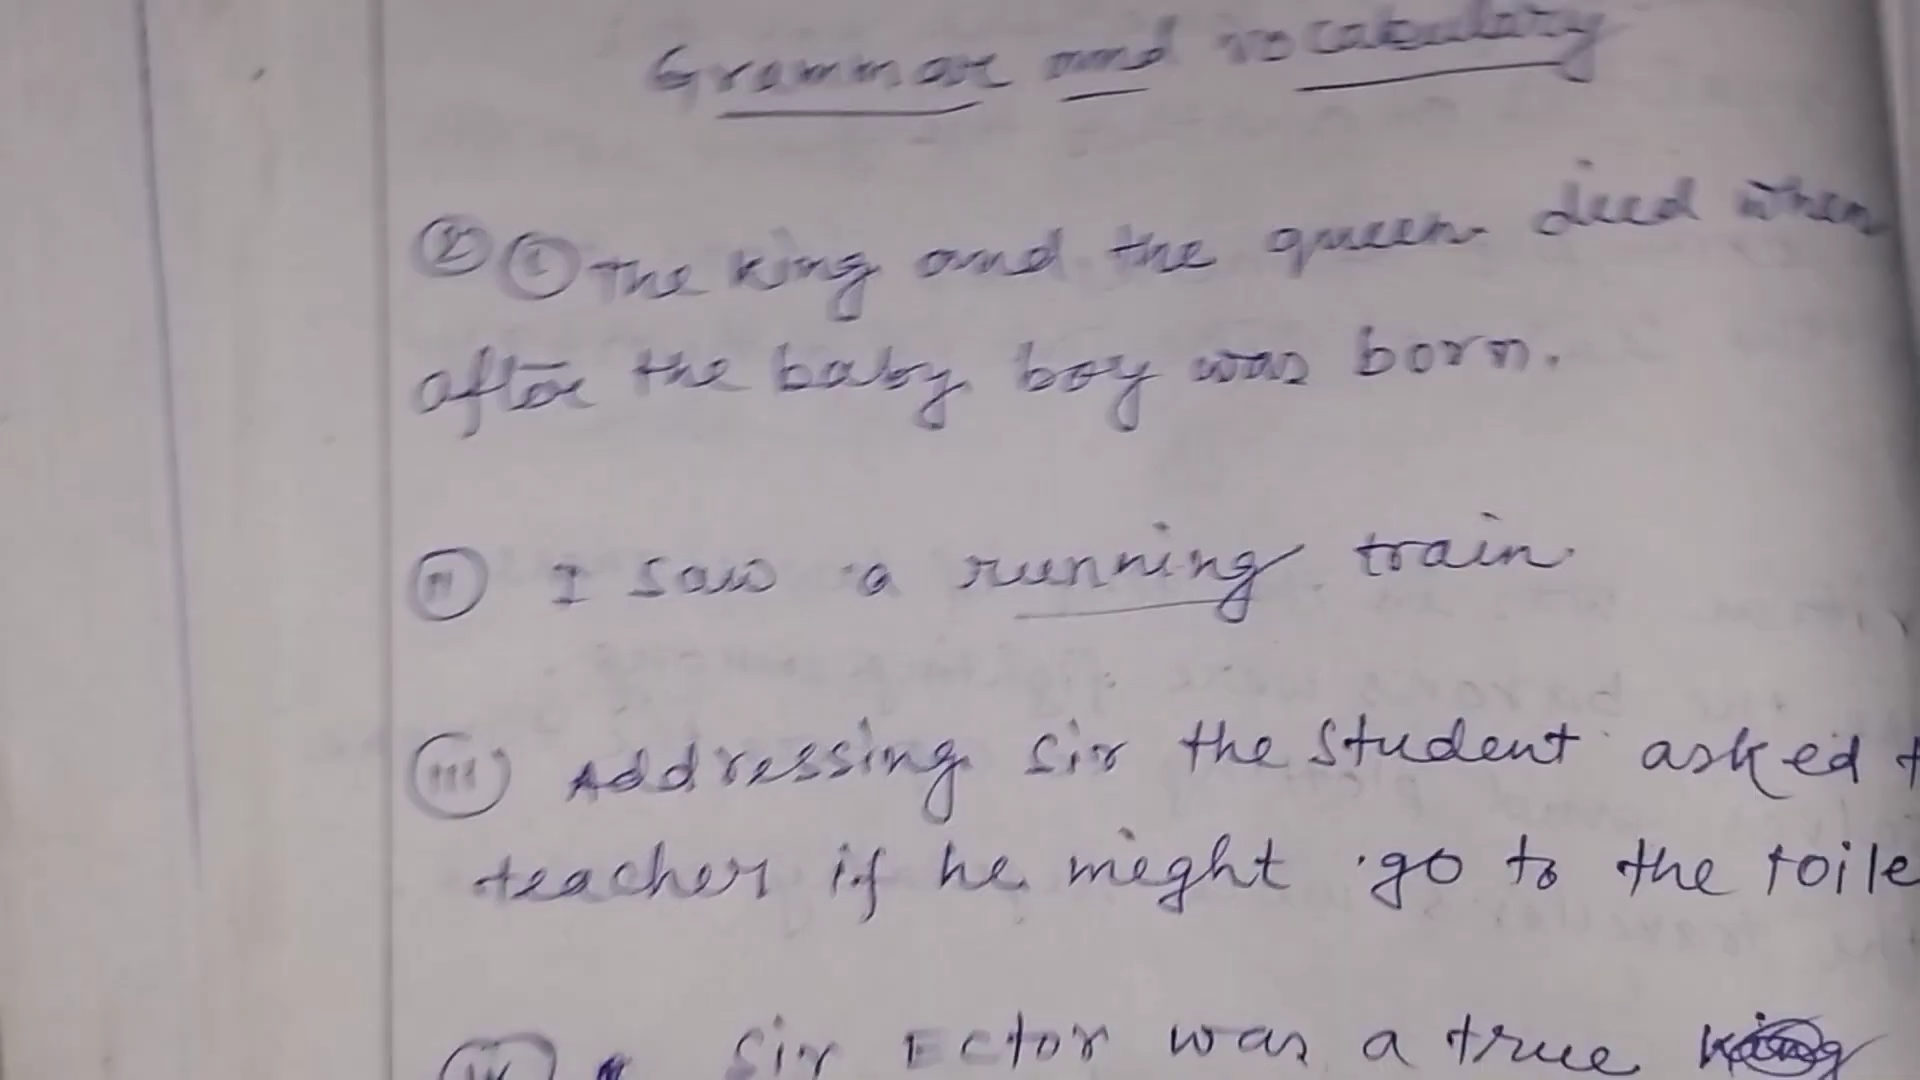 Grammar and vocabulary
② ⓘ The king and the queen died when
after the baby boy was born.
ⅱ I saw a running train
ⅲ Addressing sir the student asked
teacher if he meght go to the toile
ⅳ Sir Ector was a true